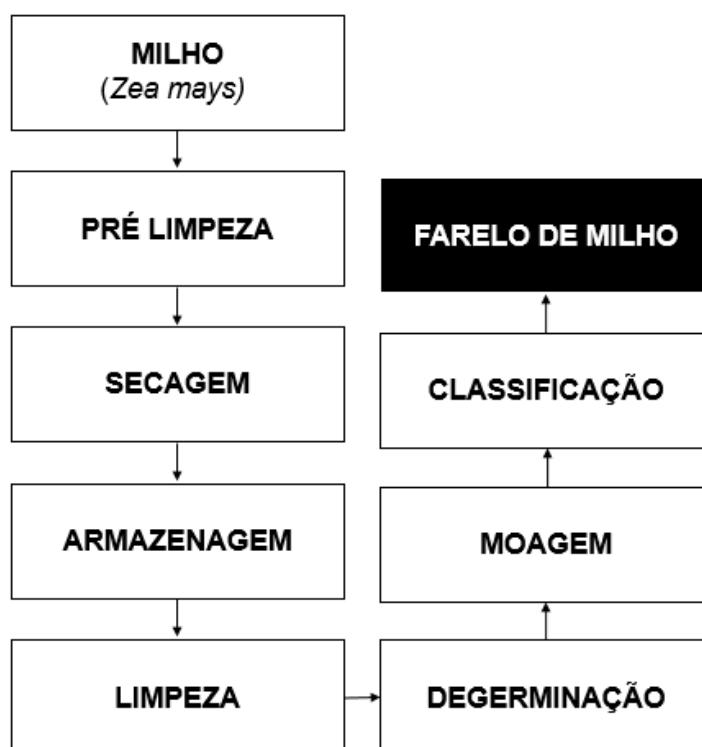 MILHO
(Zea mays)
PRÉ LIMPEZA
SECAGEM
ARMAZENAGEM
LIMPEZA
DEGERMINAÇÃO
MOAGEM
CLASSIFICAÇÃO
FARELO DE MILHO